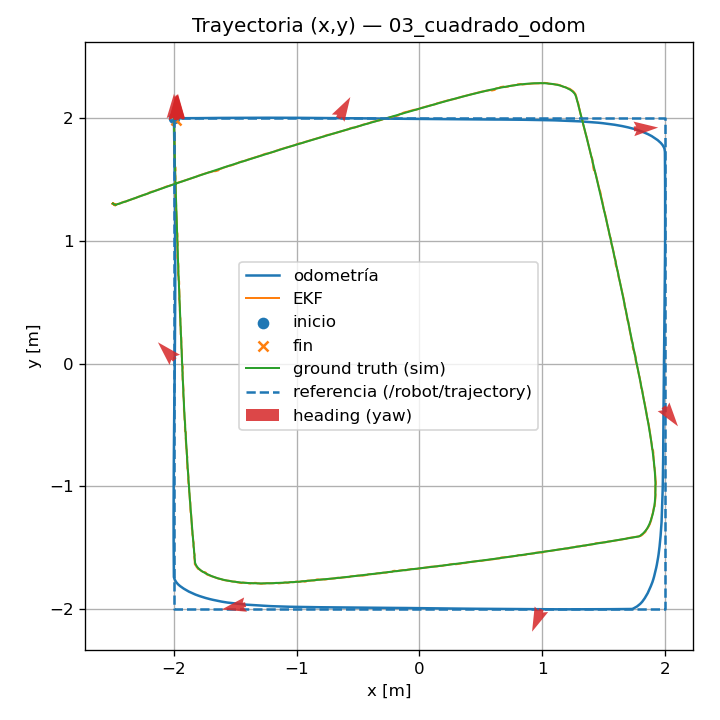 Trayectoria (x,y) — 03_cuadrado_odom
2
1
0
−1
−2
y [m]
odometría
EKF
inicio
fin
ground truth (sim)
referencia (/robot/trajectory)
heading (yaw)
−2
−1
0
1
2
x [m]